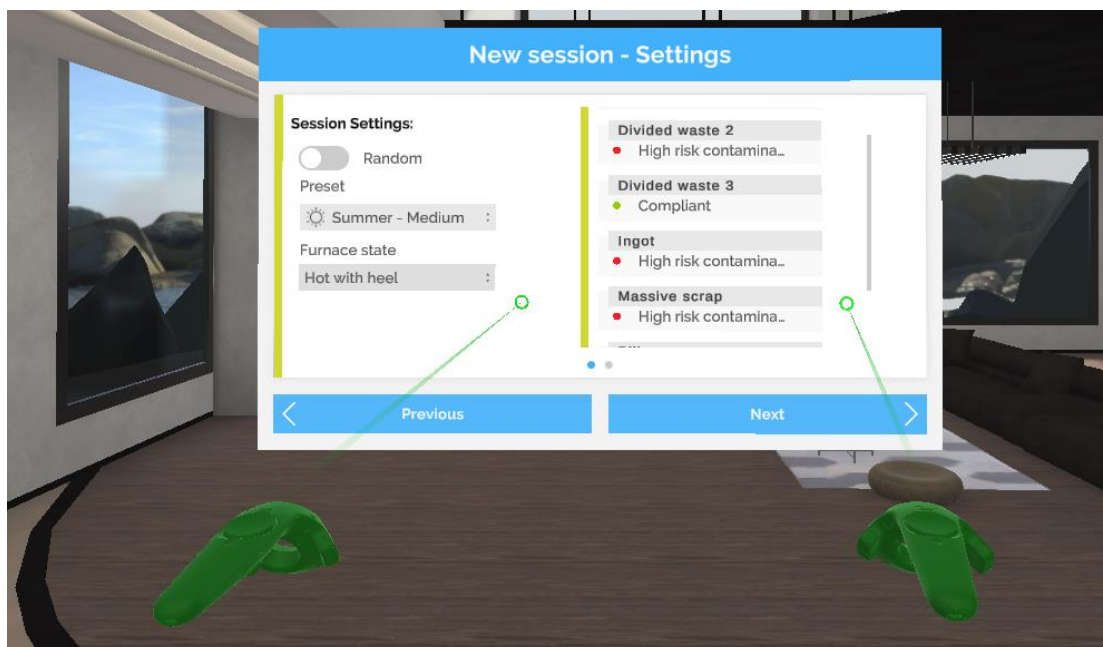 New session - Settings
Session Settings:
Random
Preset
Summer - Medium
Furnace state
Hot with heel
Divided waste 2
High risk contamina…
Divided waste 3
Compliant
Ingot
High risk contamina…
Massive scrap
High risk contamina…
Previous
Next